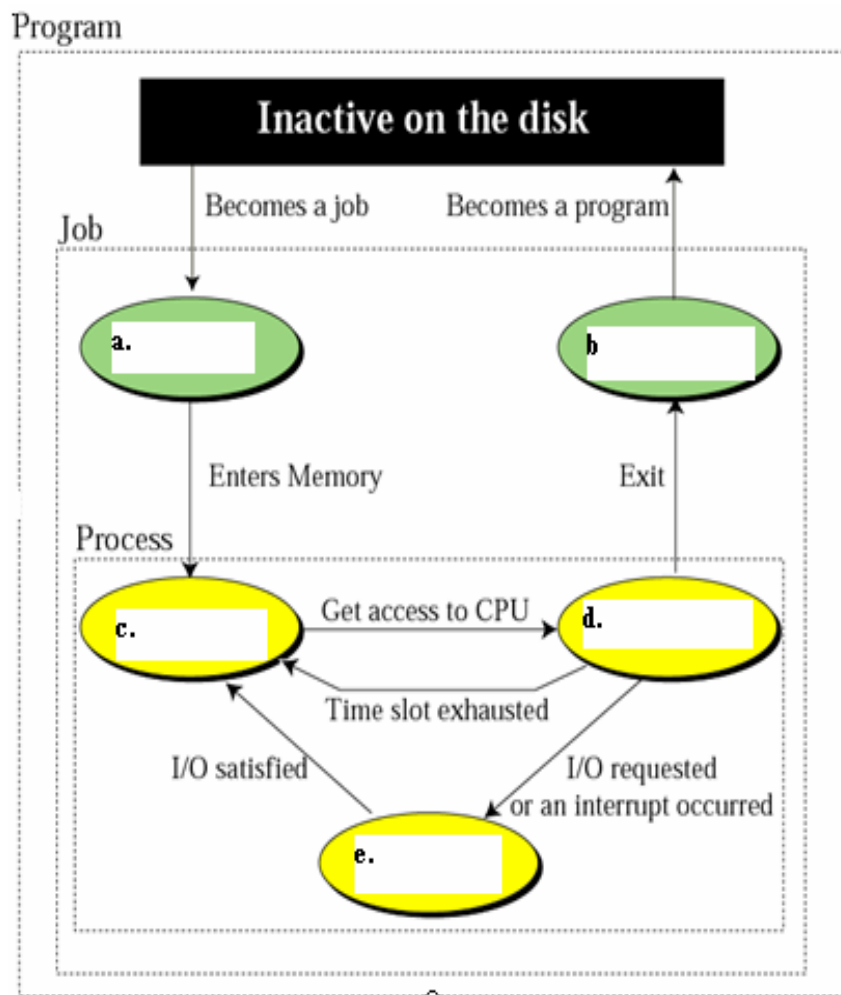 Program
Inactive on the disk
Becomes a job
Becomes a program
Job
a.
b
Enters Memory
Exit
Process
c.
Get access to CPU
d.
Time slot exhausted
I/O satisfied
I/O requested
or an interrupt occurred
e.